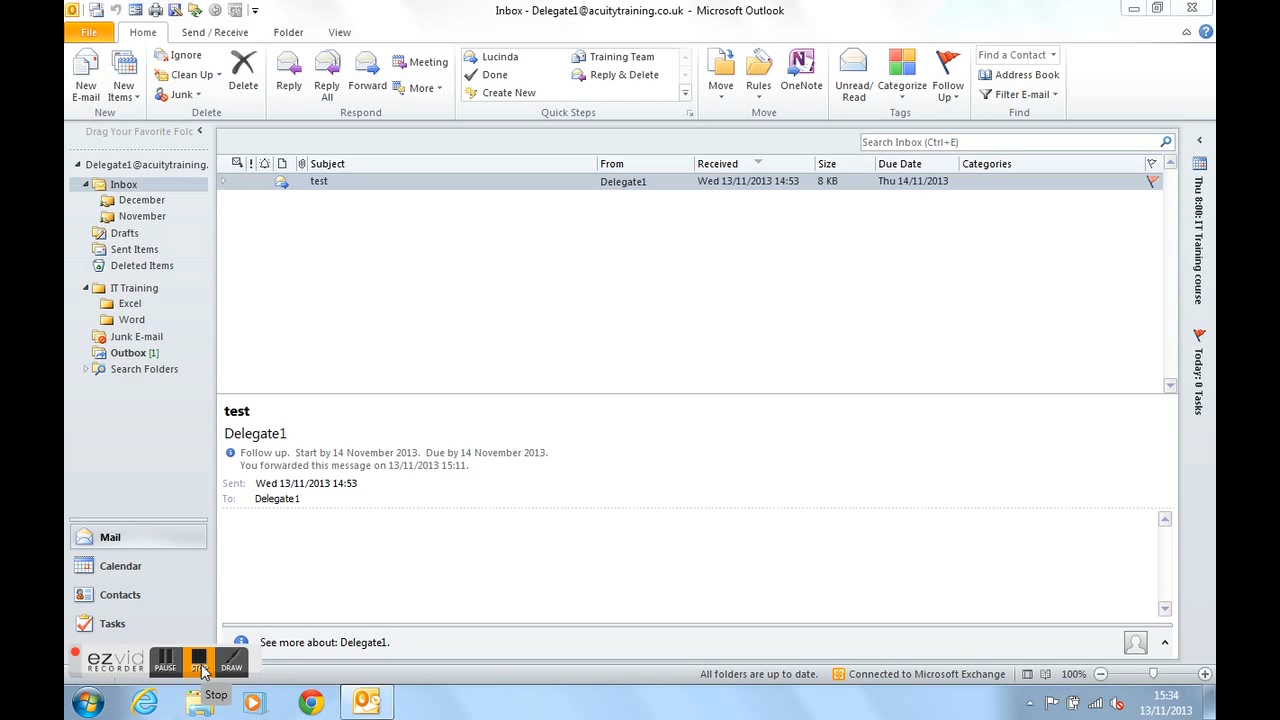 Inbox - Delegate1@acuitytraining.co.uk - Microsoft Outlook
File Home Send / Receive Folder View
New E-mail
New Items
Ignore
Clean Up
Junk
Delete
Reply
Reply All
Forward
Meeting
More
Lucinda
Done
Create New
Training Team
Reply & Delete
Move
Rules
OneNote
Unread/ Read
Categorize
Follow Up
Find a Contact
Address Book
Filter E-mail
New Delete Respond Quick Steps Move Tags Find
Drag Your Favorite Folc
Delegate1@acuitytraining.
Inbox
December
November
Drafts
Sent Items
Deleted Items
IT Training
Excel
Word
Junk E-mail
Outbox [1]
Search Folders
Search Inbox (Ctrl+E)
! Subject From Received Size Due Date Categories
test Delegate1 Wed 13/11/2013 14:53 8 KB Thu 14/11/2013
test
Delegate1
Follow up. Start by 14 November 2013. Due by 14 November 2013.
You forwarded this message on 13/11/2013 15:11.
Sent: Wed 13/11/2013 14:53
To: Delegate1
See more about: Delegate1.
Thu 8:00: IT Training course
Today: 0 Tasks
Mail
Calendar
Contacts
Tasks
ezvid
RECORDER
PAUSE
DRAW
Stop
All folders are up to date. Connected to Microsoft Exchange 100%
15:34
13/11/2013